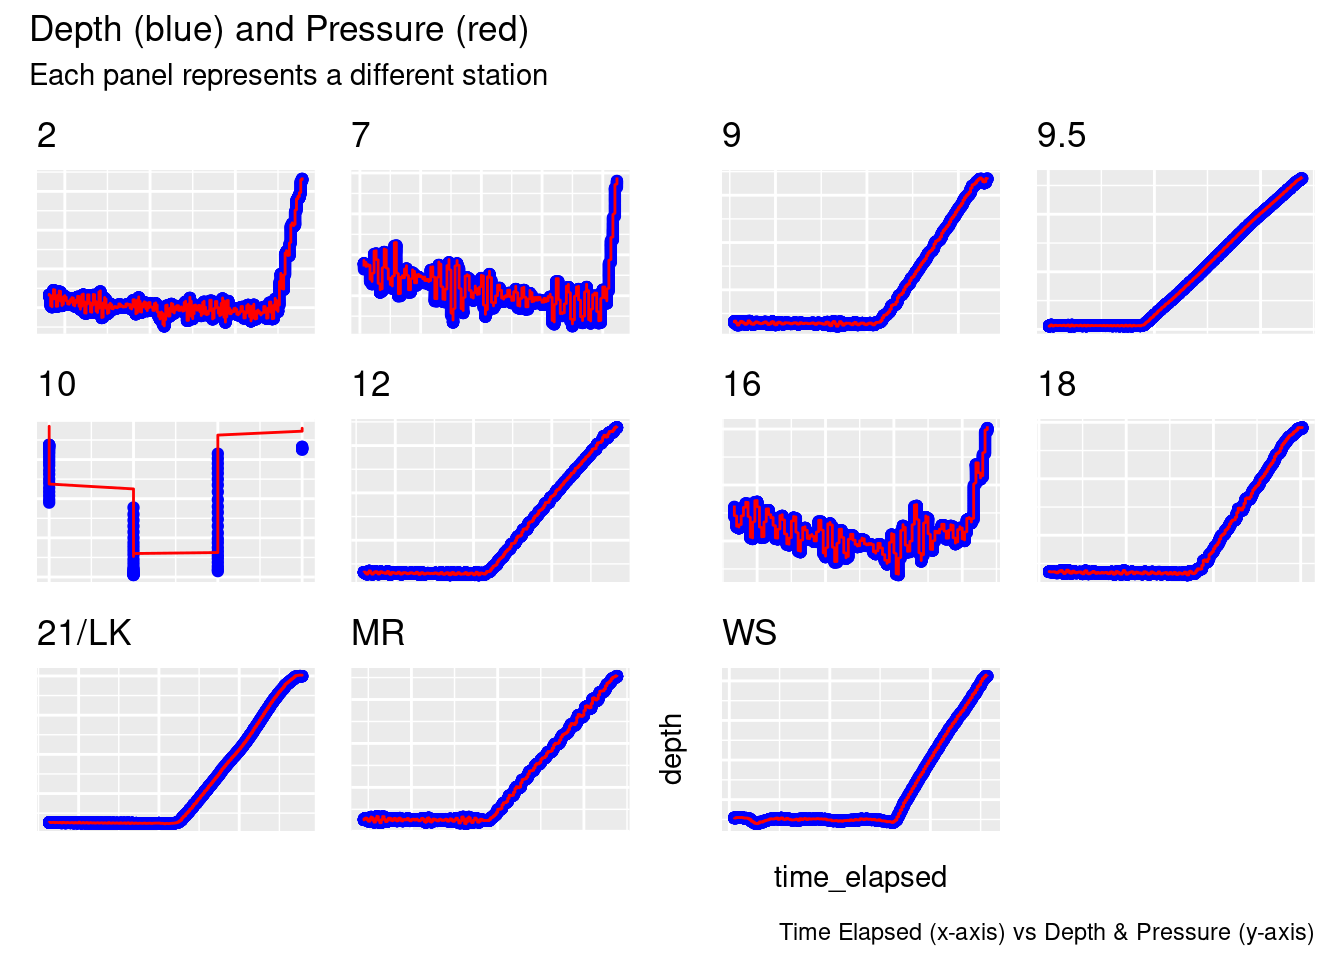 Depth (blue) and Pressure (red)
Each panel represents a different station
2
7
9
9.5
10
12
16
18
21/LK
MR
WS
depth
time_elapsed
Time Elapsed (x-axis) vs Depth & Pressure (y-axis)